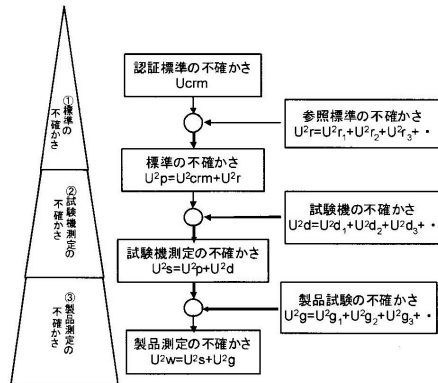 認証標準の不確かさ
Ucrm
参照標準の不確かさ
U²r=U²r₁+U²r₂+U²r₃+・
①標準の
不確かさ
標準の不確かさ
U²p=U²crm+U²r
②試験機測定の
不確かさ
試験機の不確かさ
U²d=U²d₁+U²d₂+U²d₃+・
試験機測定の不確かさ
U²s=U²p+U²d
③製品測定の
不確かさ
製品試験の不確かさ
U²g=U²g₁+U²g₂+U²g₃+・
製品測定の不確かさ
U²w=U²s+U²g